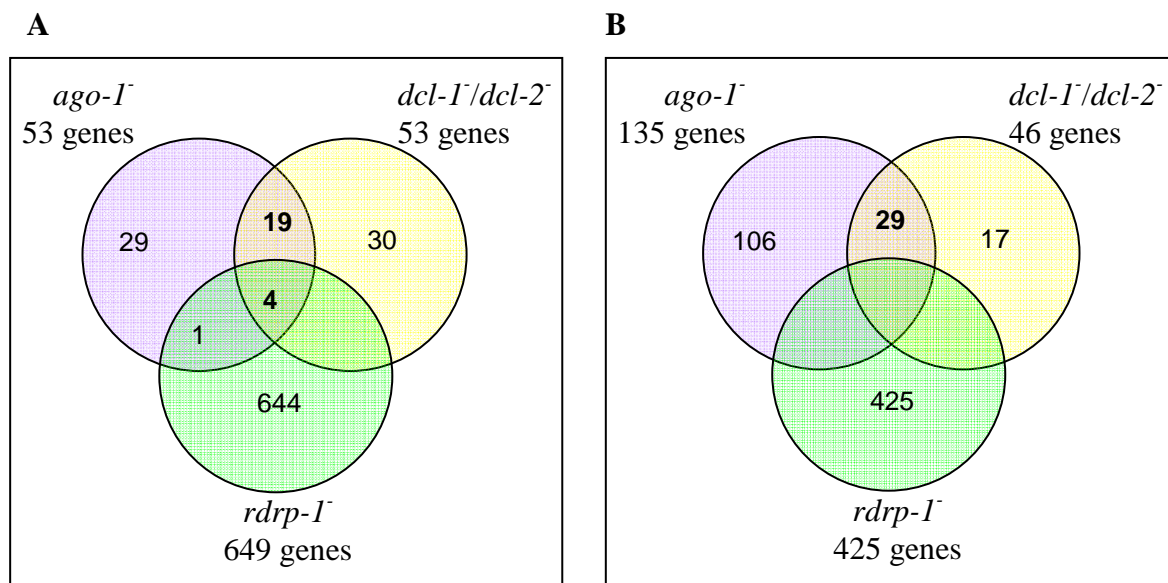 A
ago-1⁻
53 genes
dcl-1⁻/dcl-2⁻
53 genes
29
19
30
4
1
644
rdrp-1⁻
649 genes
B
ago-1⁻
135 genes
dcl-1⁻/dcl-2⁻
46 genes
106
29
17
425
rdrp-1⁻
425 genes